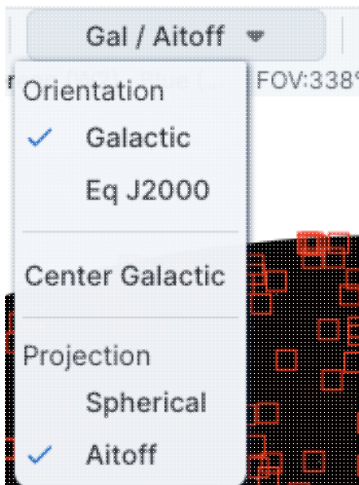 Gal / Aitoff
FOV:338°
Orientation
Galactic
Eq J2000
Center Galactic
Projection
Spherical
Aitoff